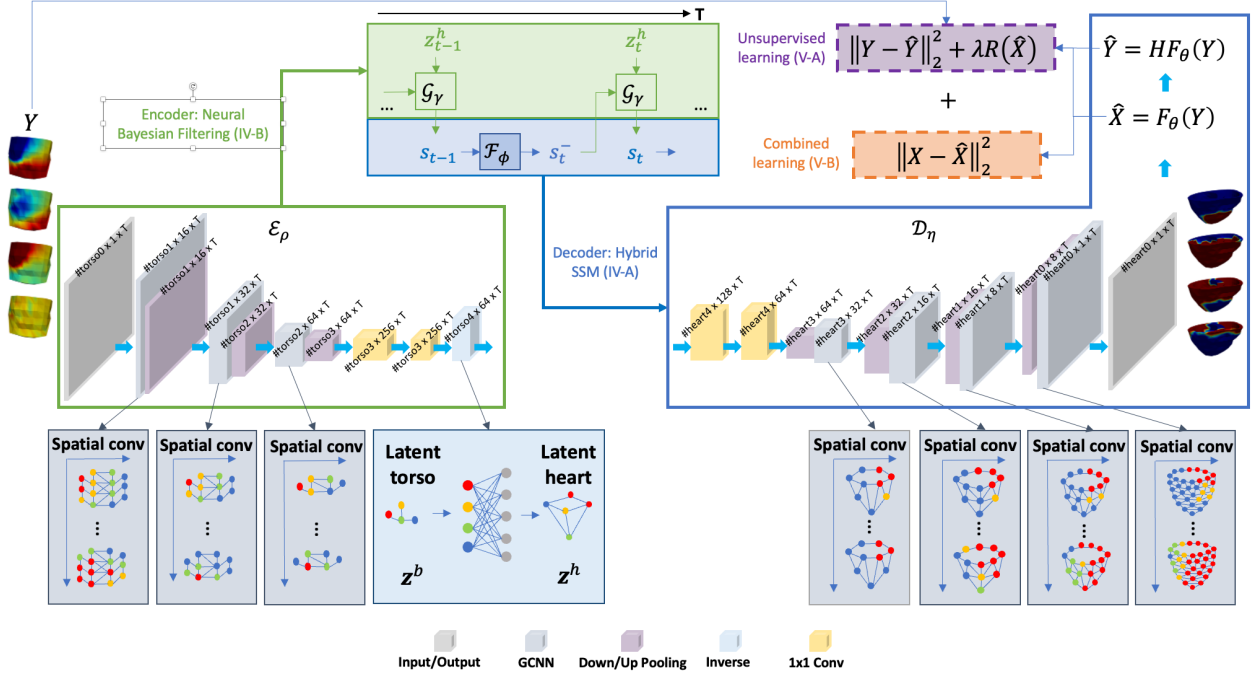 T
z^h_{t-1}
z^h_t
𝒢_γ
𝒢_γ
...
...
s_{t-1}
ℱ_ϕ
s_t^-
s_t
Unsupervised
learning (V-A)
‖Y − Ŷ‖²₂ + λR(X̂)
+
Combined
learning (V-B)
‖X − X̂‖²₂
Ŷ = HF_θ(Y)
X̂ = F_θ(Y)
Encoder: Neural
Bayesian Filtering (IV-B)
Y
ℰ_ρ
#torso0 x 1 x T
#torso1 x 16 x T
#torso1 x 16 x T
#torso1 x 32 x T
#torso2 x 32 x T
#torso2 x 64 x T
#torso3 x 64 x T
#torso3 x 256 x T
#torso3 x 256 x T
#torso4 x 64 x T
Decoder: Hybrid
SSM (IV-A)
𝒟_η
#heart4 x 128 x T
#heart4 x 64 x T
#heart3 x 64 x T
#heart3 x 32 x T
#heart2 x 32 x T
#heart2 x 16 x T
#heart1 x 16 x T
#heart1 x 8 x T
#heart0 x 8 x T
#heart0 x 1 x T
#heart0 x 1 x T
Spatial conv
Spatial conv
Spatial conv
Latent
torso
Latent
heart
z^b
z^h
Spatial conv
Spatial conv
Spatial conv
Spatial conv
Input/Output
GCNN
Down/Up Pooling
Inverse
1x1 Conv